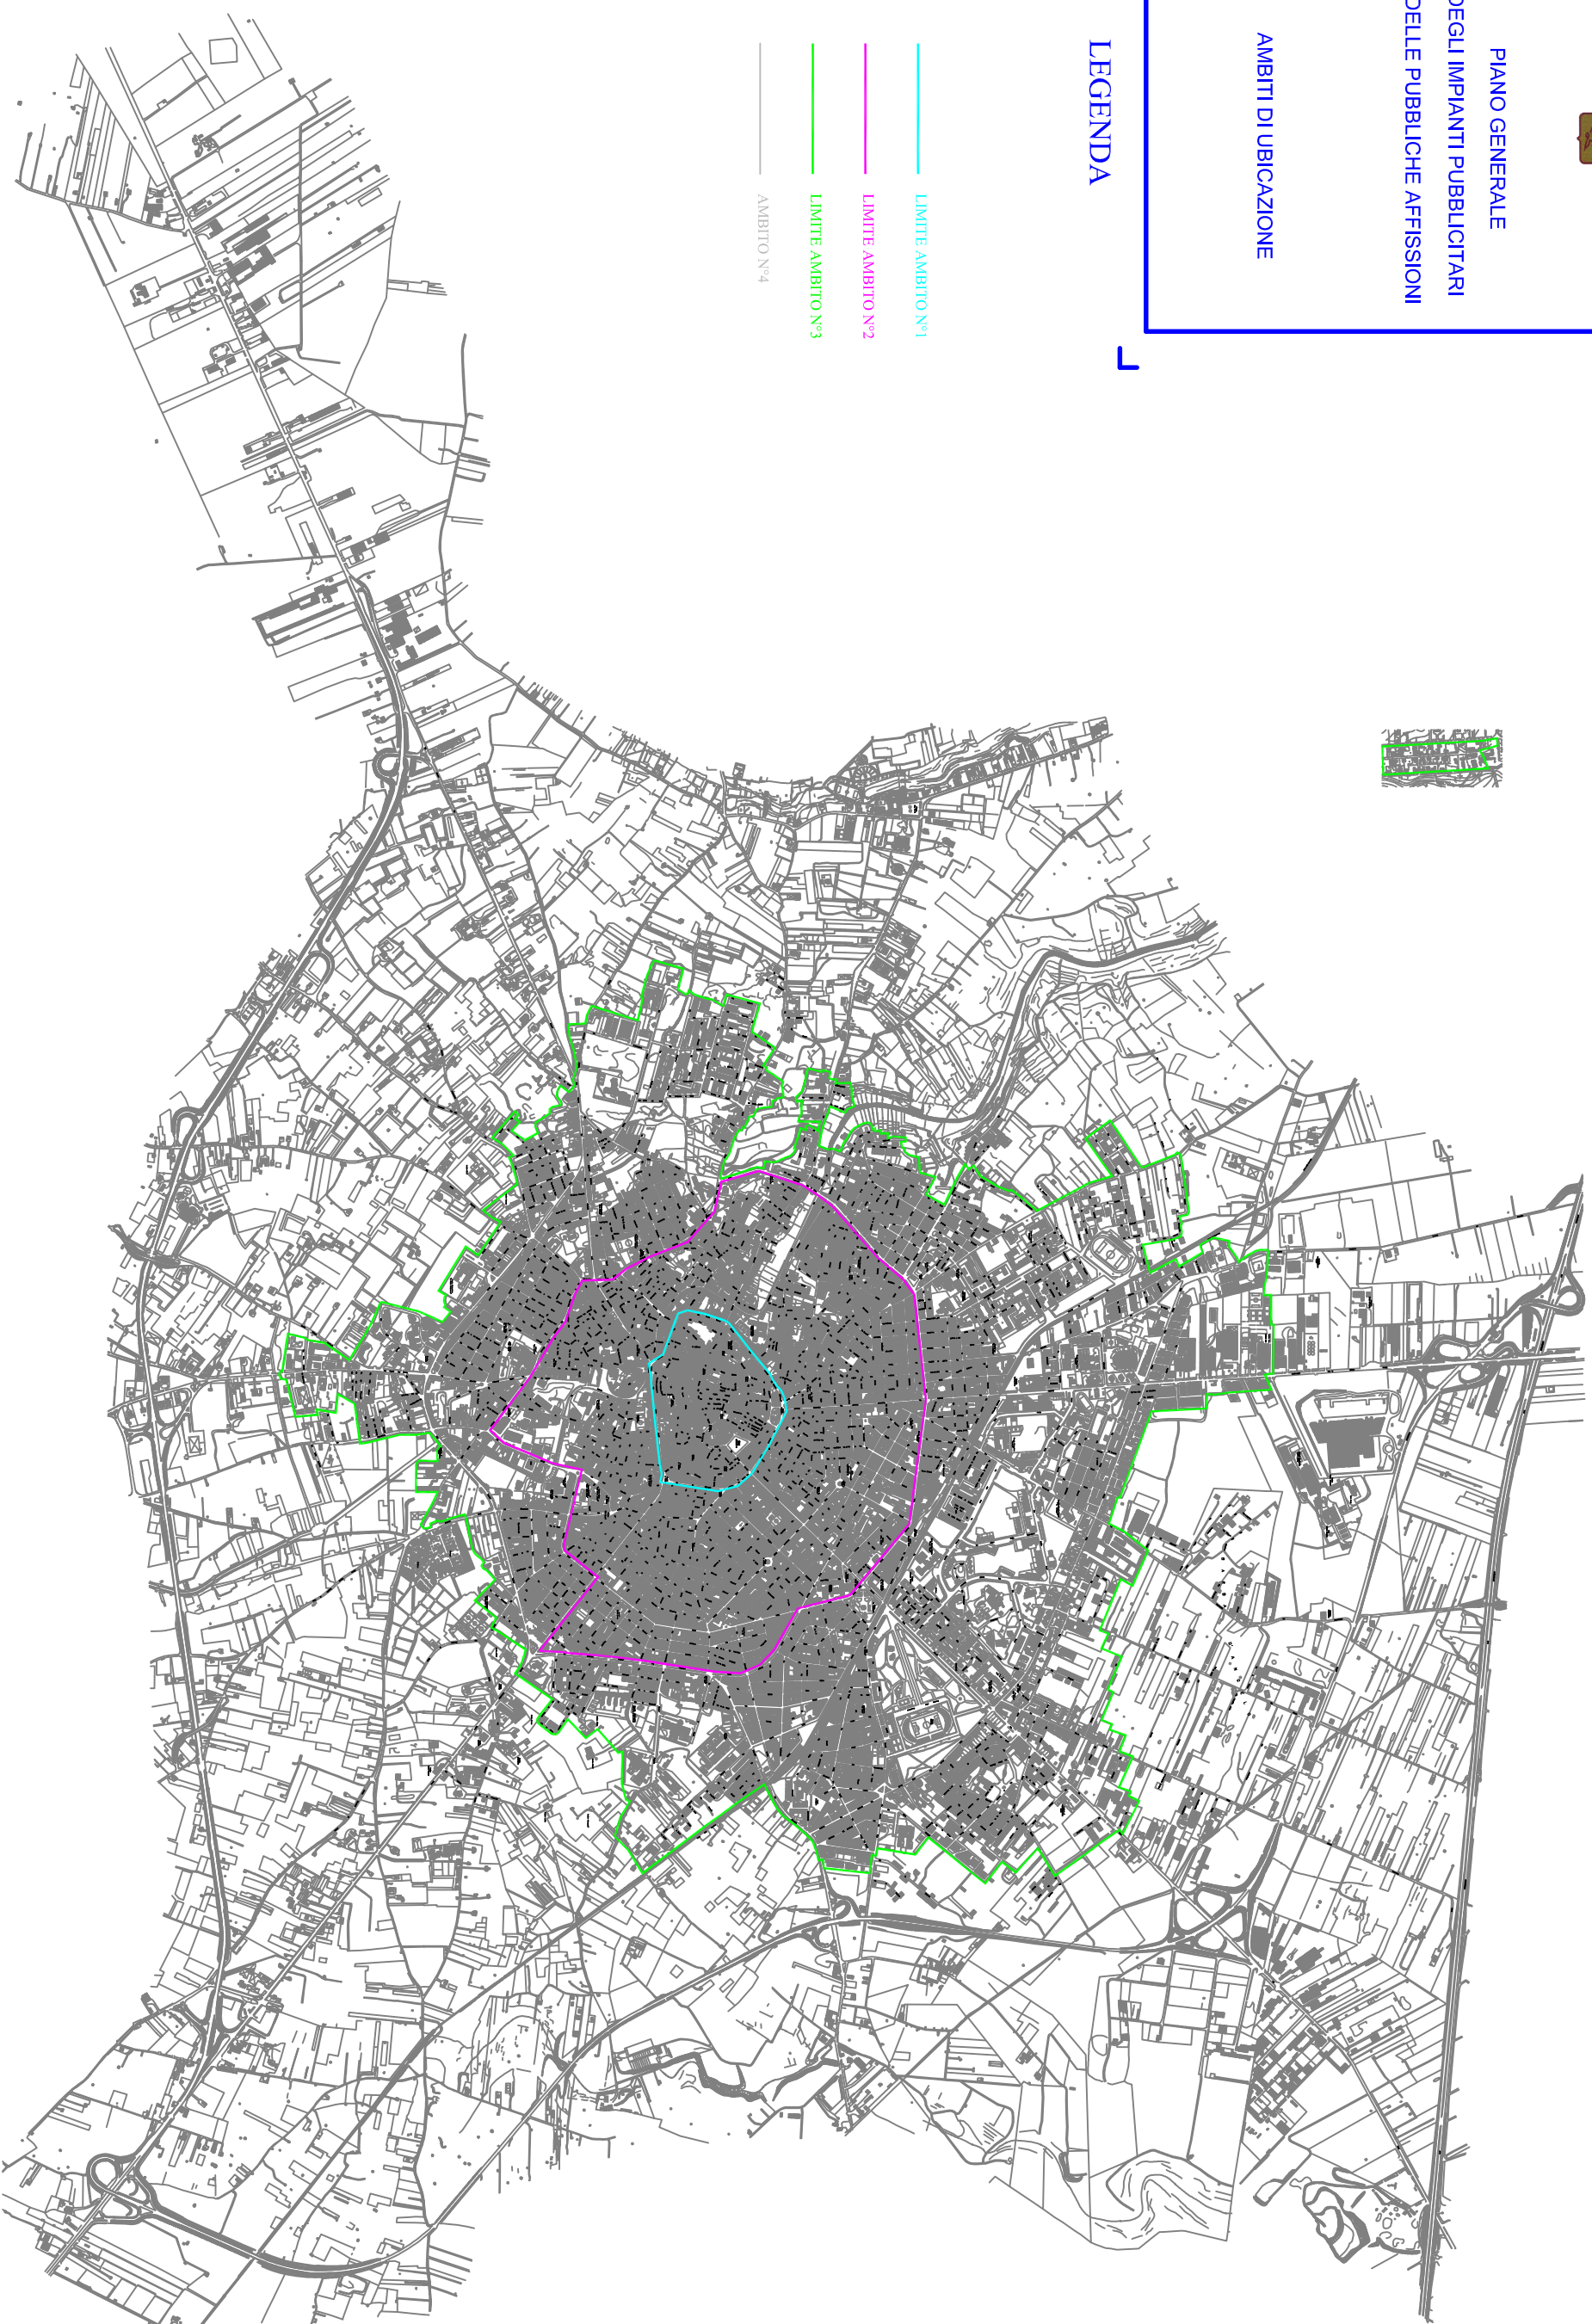 PIANO GENERALE
DEGLI IMPIANTI PUBBLICITARI
DELLE PUBBLICHE AFFISSIONI
AMBITI DI UBICAZIONE
LEGENDA
LIMITE AMBITO N°1
LIMITE AMBITO N°2
LIMITE AMBITO N°3
AMBITO N°4